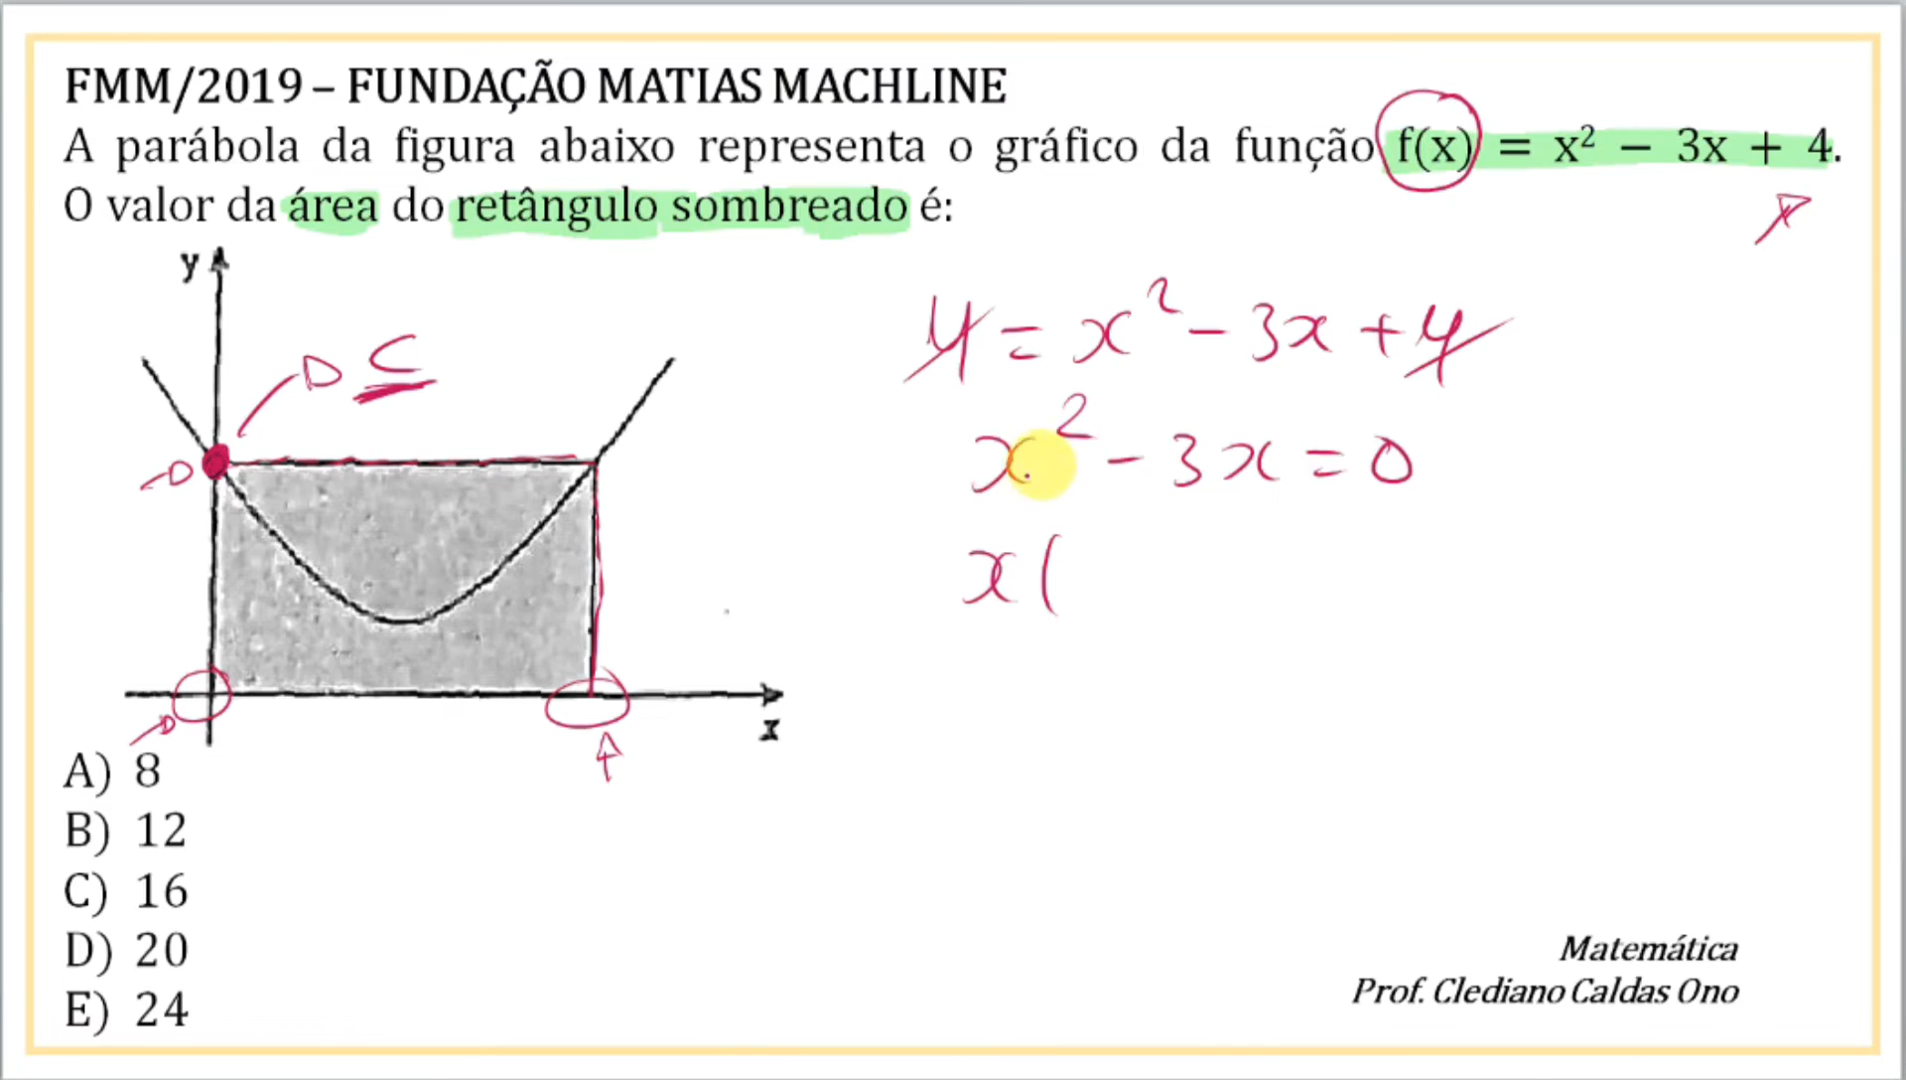 FMM/2019 – FUNDAÇÃO MATIAS MACHLINE
A parábola da figura abaixo representa o gráfico da função f(x) = x² − 3x + 4.
O valor da área do retângulo sombreado é:
y
C
4 = x² - 3x + 4
x² - 3x = 0
x (
x
A) 8
B) 12
C) 16
D) 20
E) 24
Matemática
Prof. Clediano Caldas Ono